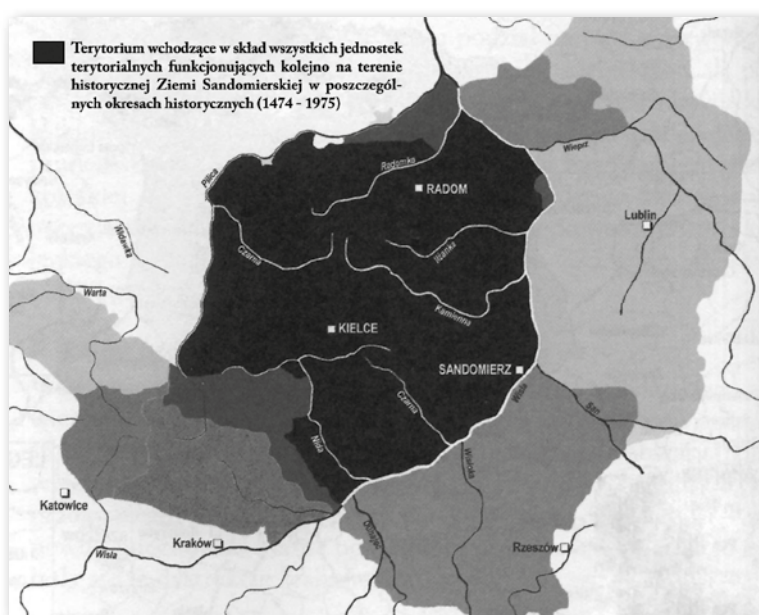 Terytorium wchodzące w skład wszystkich jednostek
terytorialnych funkcjonujących kolejno na terenie
historycznej Ziemi Sandomierskiej w poszczegól-
nych okresach historycznych (1474 - 1975)
Pilica
Radomka
Wieprz
RADOM
Lublin
Widawka
Czarna
Iłżanka
Warta
Kamienna
KIELCE
SANDOMIERZ
Wisła
San
Czarna
Nida
Wisłoka
Katowice
Dunajec
Kraków
Rzeszów
Wisła